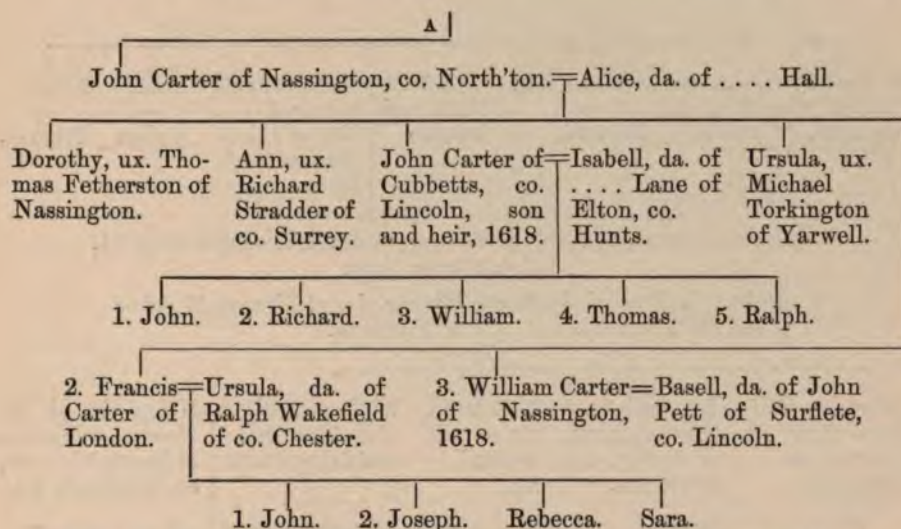 A
John Carter of Nassington, co. North'ton.=Alice, da. of .... Hall.
Dorothy, ux. Tho-
mas Fetherston of
Nassington.
Ann, ux.
Richard
Stradder of
co. Surrey.
John Carter of=
Cubbetts, co.
Lincoln, son
and heir, 1618.
Isabell, da. of
.... Lane of
Elton, co.
Hunts.
Ursula, ux.
Michael
Torkington
of Yarwell.
1. John. 2. Richard. 3. William. 4. Thomas. 5. Ralph.
2. Francis=
Carter of
London.
Ursula, da. of
Ralph Wakefield
of co. Chester.
3. William Carter=
of Nassington,
1618.
Basell, da. of John
Pett of Surflete,
co. Lincoln.
1. John. 2. Joseph. Rebecca. Sara.